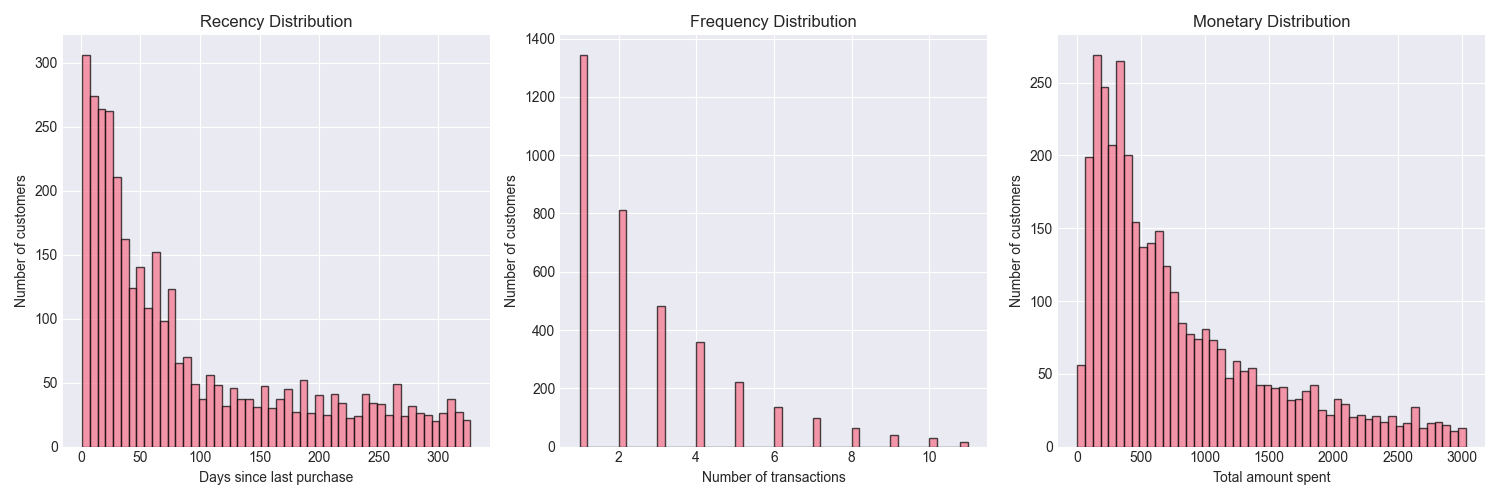 Recency Distribution
Number of customers
300
250
200
150
100
50
0
0 50 100 150 200 250 300
Days since last purchase
Frequency Distribution
Number of customers
1400
1200
1000
800
600
400
200
0
2 4 6 8 10
Number of transactions
Monetary Distribution
Number of customers
250
200
150
100
50
0
0 500 1000 1500 2000 2500 3000
Total amount spent